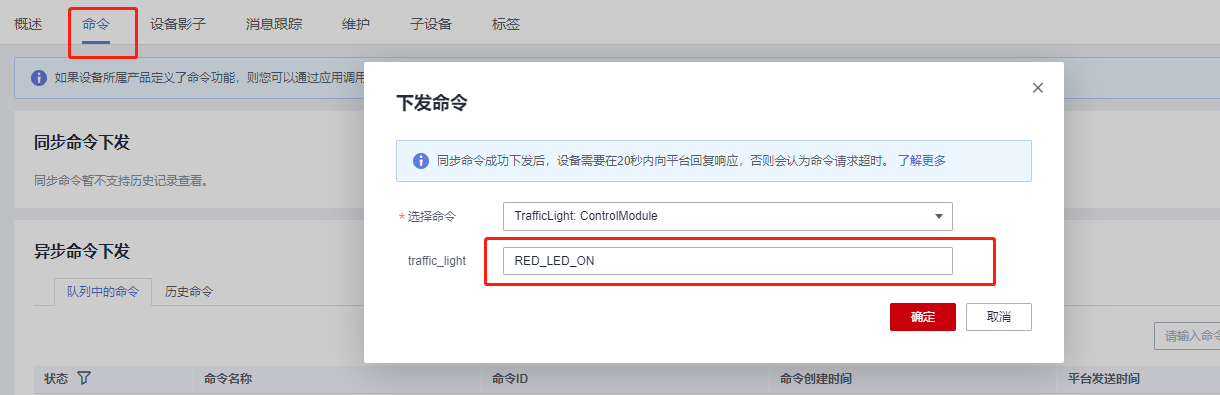 概述 命令 设备影子 消息跟踪 维护 子设备 标签
如果设备所属产品定义了命令功能，则您可以通过应用调用
同步命令下发
同步命令暂不支持历史记录查看。
异步命令下发
队列中的命令 历史命令
请输入命令
状态 命令名称 命令ID 命令创建时间 平台发送时间
下发命令
同步命令成功下发后，设备需要在20秒内向平台回复响应，否则会认为命令请求超时。 了解更多
*选择命令 TrafficLight: ControlModule
traffic_light RED_LED_ON
确定 取消